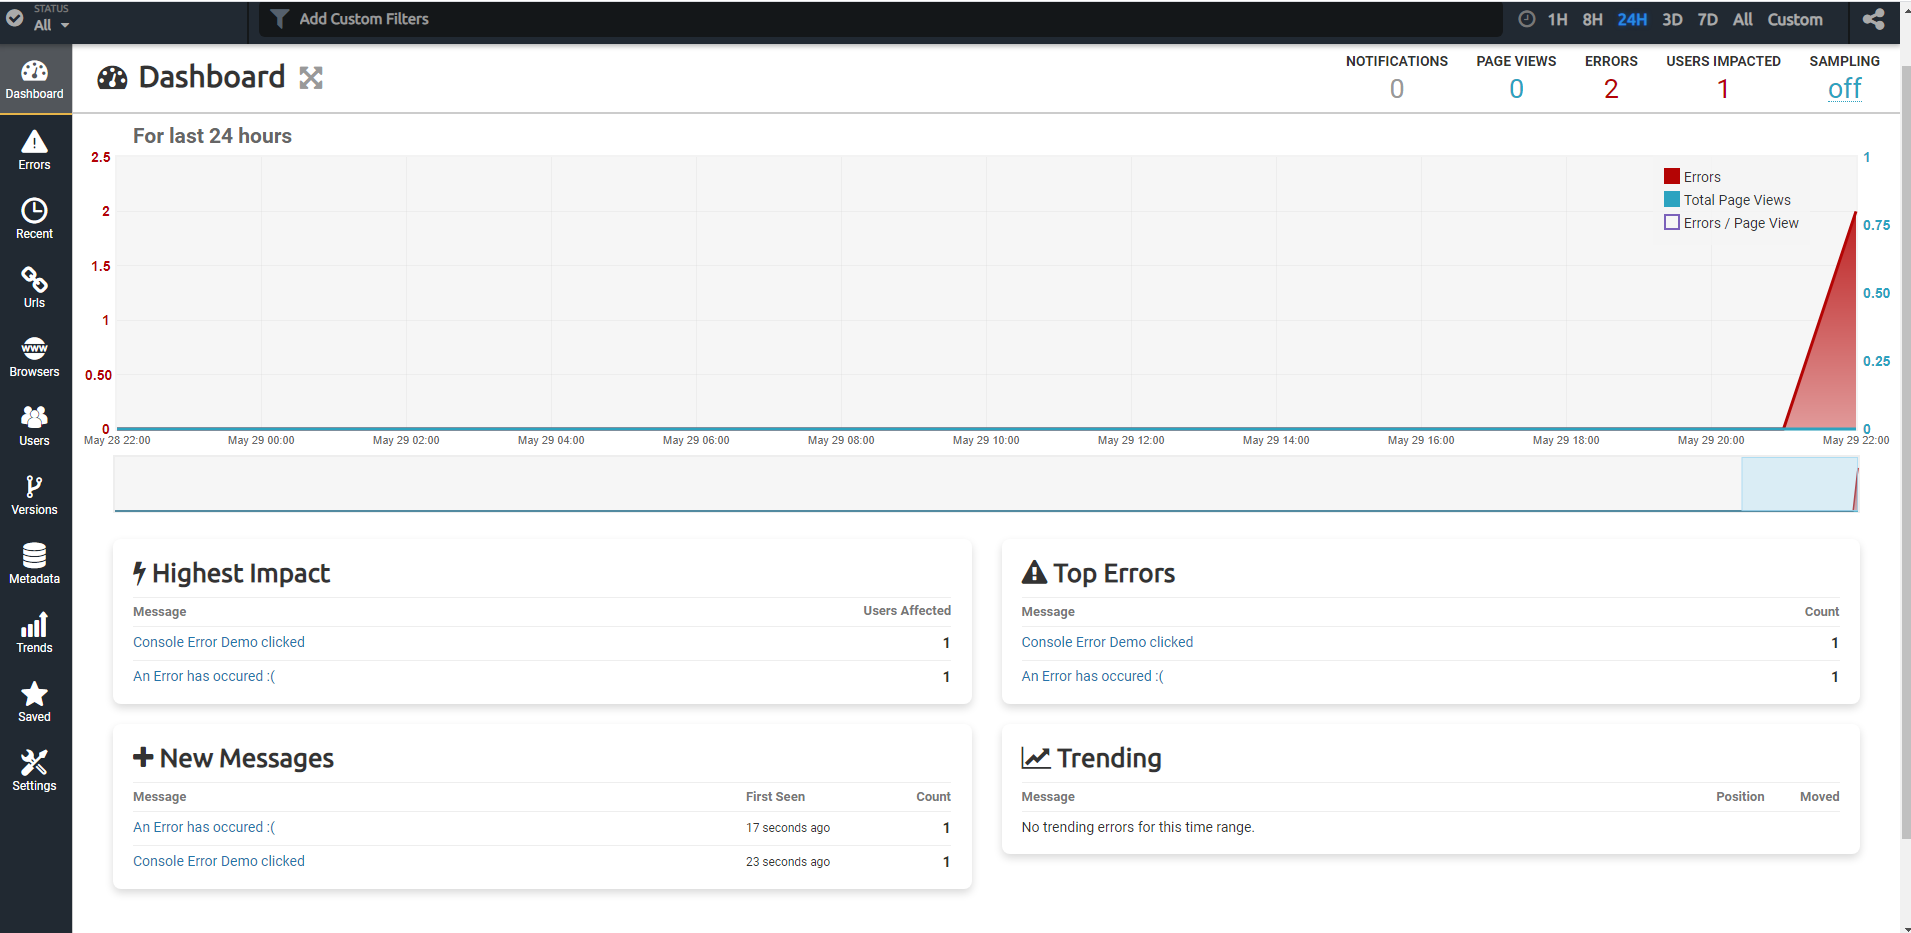 STATUS
All
Add Custom Filters
1H 8H 24H 3D 7D All Custom
Dashboard
Errors
Recent
Urls
www
Browsers
Users
Versions
Metadata
Trends
Saved
Settings
Dashboard
NOTIFICATIONS
0
PAGE VIEWS
0
ERRORS
2
USERS IMPACTED
1
SAMPLING
off
For last 24 hours
2.5
2
1.5
1
0.50
0
1
0.75
0.50
0.25
0
Errors
Total Page Views
Errors / Page View
May 28 22:00 May 29 00:00 May 29 02:00 May 29 04:00 May 29 06:00 May 29 08:00 May 29 10:00 May 29 12:00 May 29 14:00 May 29 16:00 May 29 18:00 May 29 20:00 May 29 22:00
Highest Impact
Message Users Affected
Console Error Demo clicked 1
An Error has occured :( 1
Top Errors
Message Count
Console Error Demo clicked 1
An Error has occured :( 1
New Messages
Message First Seen Count
An Error has occured :( 17 seconds ago 1
Console Error Demo clicked 23 seconds ago 1
Trending
Message Position Moved
No trending errors for this time range.